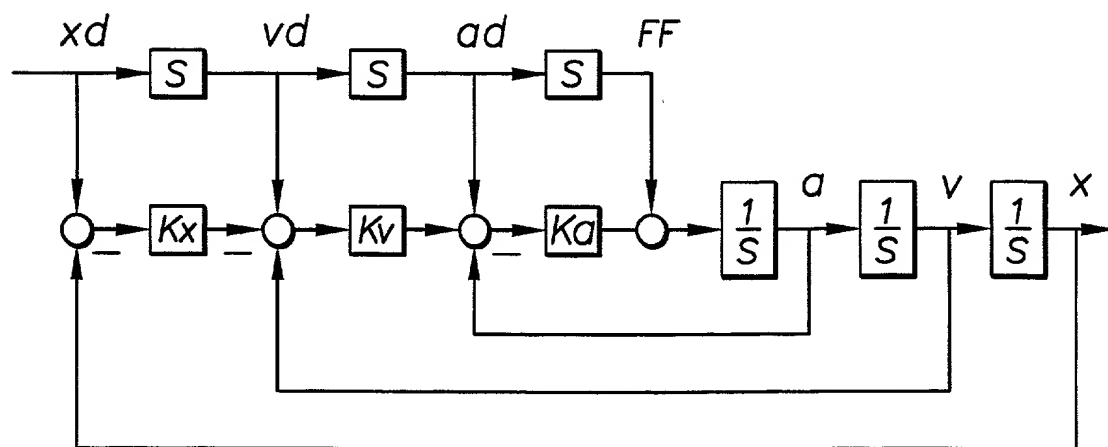 xd vd ad FF
S S S
a v x
Kx Kv Ka 1/S 1/S 1/S
− − −